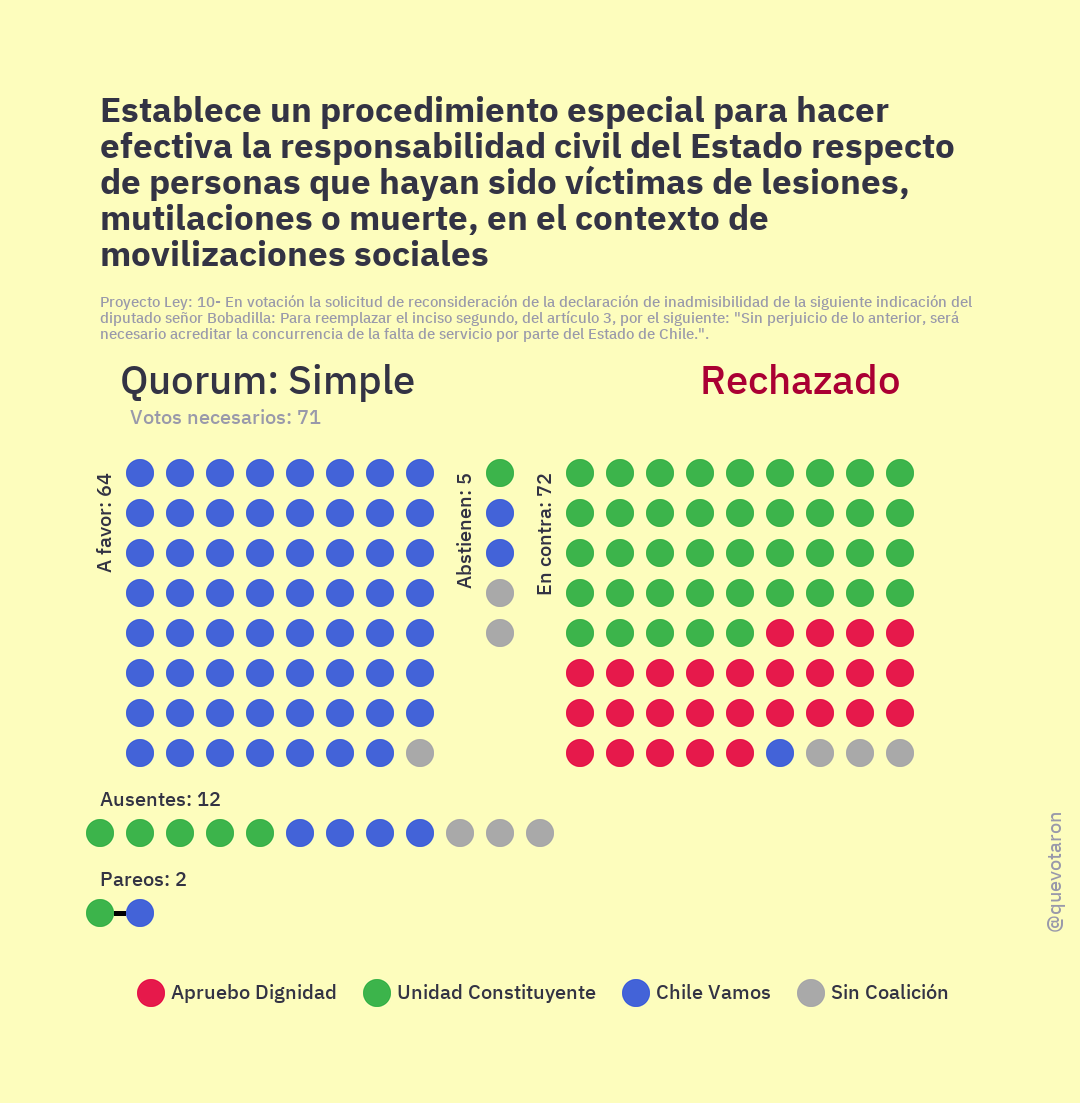 Establece un procedimiento especial para hacer
efectiva la responsabilidad civil del Estado respecto
de personas que hayan sido víctimas de lesiones,
mutilaciones o muerte, en el contexto de
movilizaciones sociales
Proyecto Ley: 10- En votación la solicitud de reconsideración de la declaración de inadmisibilidad de la siguiente indicación del
diputado señor Bobadilla: Para reemplazar el inciso segundo, del artículo 3, por el siguiente: "Sin perjuicio de lo anterior, será
necesario acreditar la concurrencia de la falta de servicio por parte del Estado de Chile.".
Quorum: Simple
Rechazado
Votos necesarios: 71
A favor: 64
Abstienen: 5
En contra: 72
Ausentes: 12
Pareos: 2
@quevotaron
Apruebo Dignidad
Unidad Constituyente
Chile Vamos
Sin Coalición